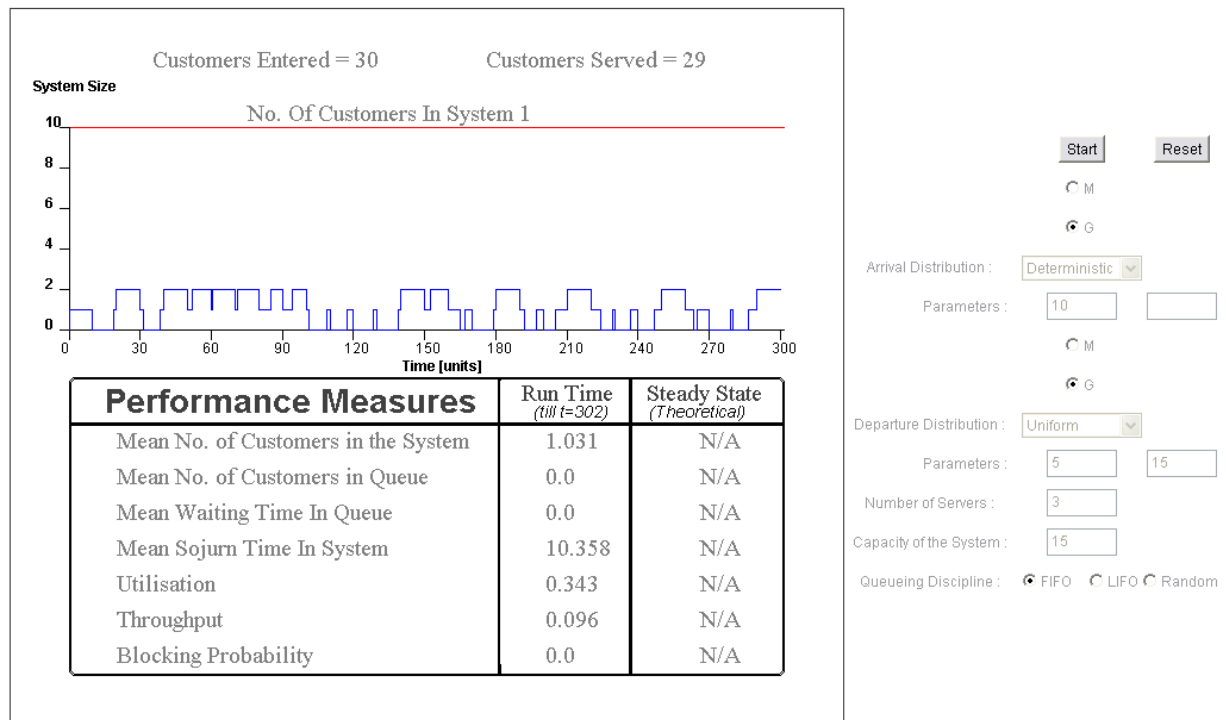 Customers Entered = 30 Customers Served = 29
System Size
No. Of Customers In System 1
10
8
6
4
2
0
0 30 60 90 120 150 180 210 240 270 300
Time [units]
Performance Measures Run Time (till t=302) Steady State (Theoretical)
Mean No. of Customers in the System 1.031 N/A
Mean No. of Customers in Queue 0.0 N/A
Mean Waiting Time In Queue 0.0 N/A
Mean Sojurn Time In System 10.358 N/A
Utilisation 0.343 N/A
Throughput 0.096 N/A
Blocking Probability 0.0 N/A
Start Reset
M
G
Arrival Distribution : Deterministic
Parameters : 10
M
G
Departure Distribution : Uniform
Parameters : 5 15
Number of Servers : 3
Capacity of the System : 15
Queueing Discipline : FIFO LIFO Random